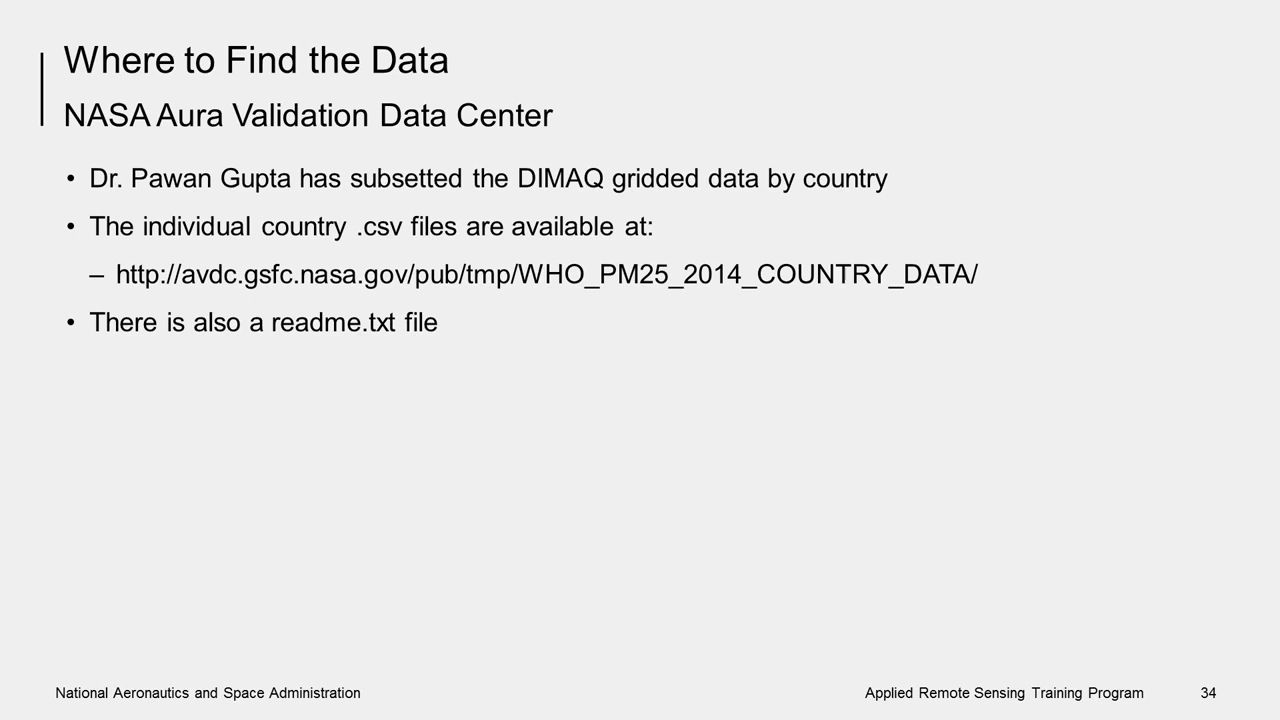 Where to Find the Data
NASA Aura Validation Data Center
• Dr. Pawan Gupta has subsetted the DIMAQ gridded data by country
• The individual country .csv files are available at:
– http://avdc.gsfc.nasa.gov/pub/tmp/WHO_PM25_2014_COUNTRY_DATA/
• There is also a readme.txt file
National Aeronautics and Space Administration
Applied Remote Sensing Training Program
34